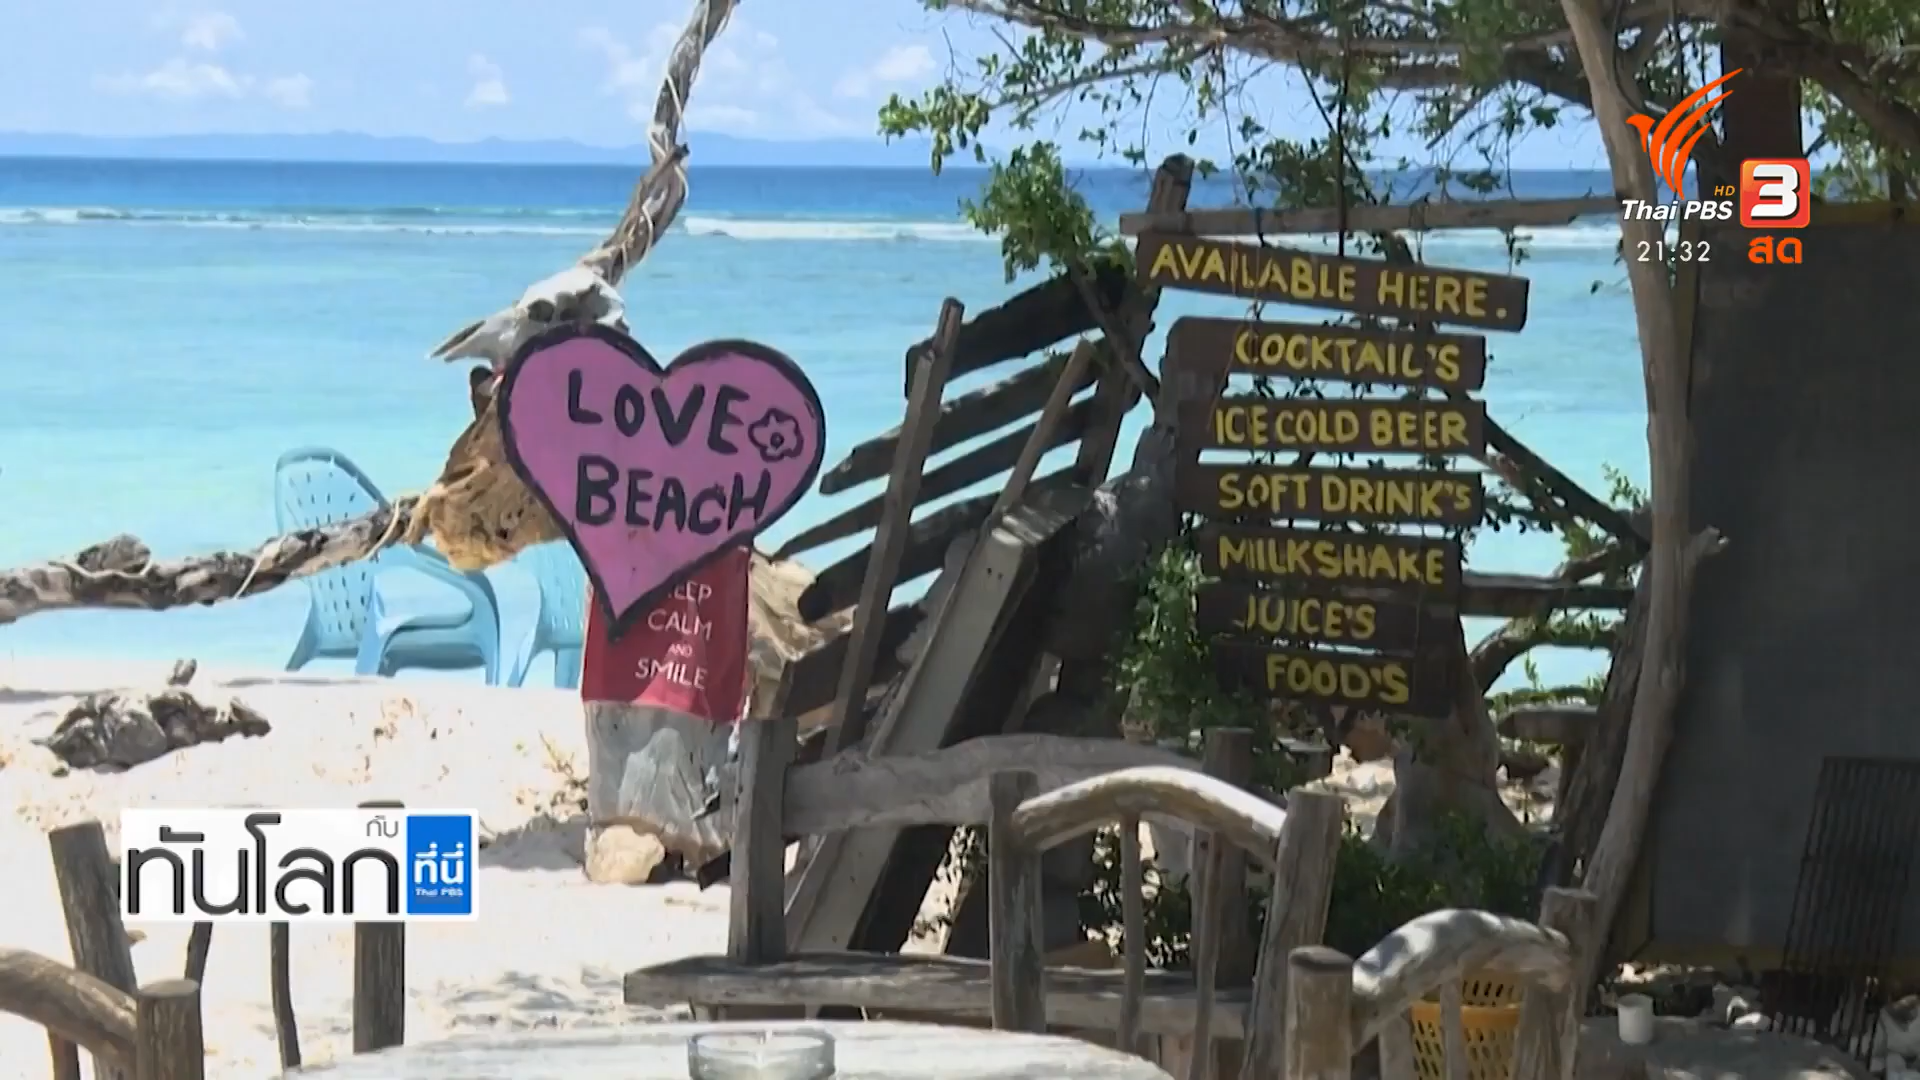 HD
Thai PBS 3
21:32 สด
AVAILABLE HERE.
COCKTAIL'S
ICE COLD BEER
SOFT DRINK'S
MILKSHAKE
JUICE'S
FOOD'S
LOVE
BEACH
KEEP
CALM
AND
SMILE
ทันโลก กับ ที่นี่
Thai PBS